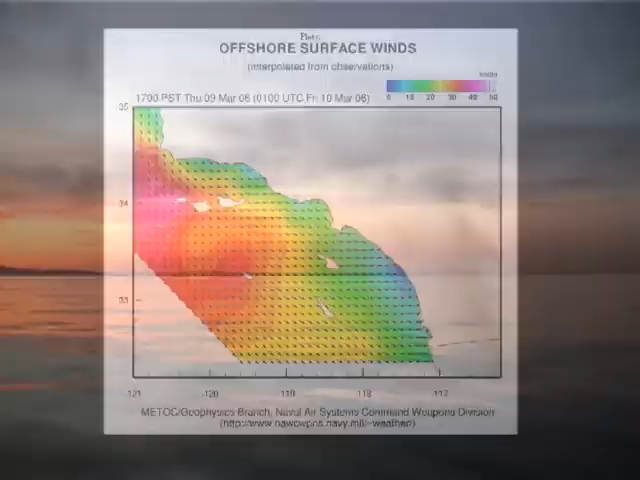 OFFSHORE SURFACE WINDS
(interpolated from observations)
knots
0 10 20 30 40 50
1700 PST Thu 09 Mar 06 (0100 UTC Fri 10 Mar 06)
35
34
33
121 120 119 118 117
METOC/Geophysics Branch, Naval Air Systems Command Weapons Division
(http://www.nawcwpns.navy.mil/~weather/)